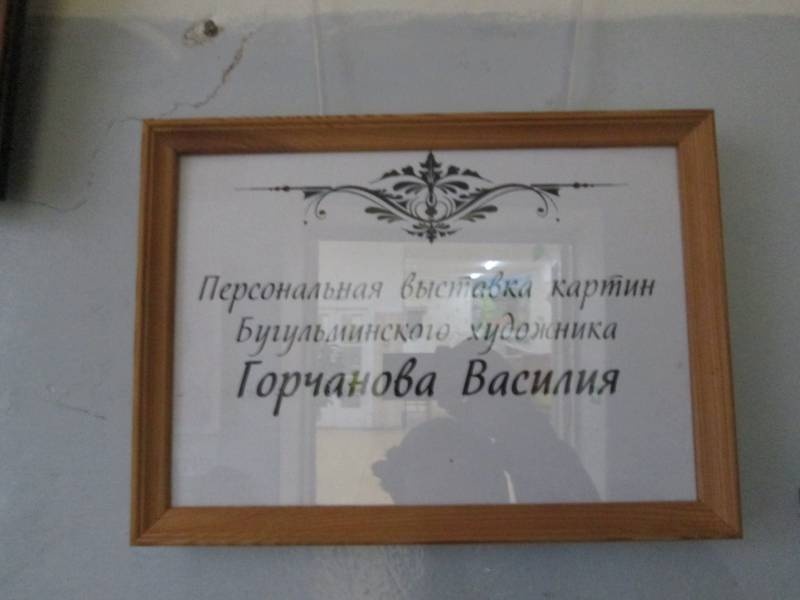 Персональная выставка картин
Бугульминского художника
Горчанова Василия